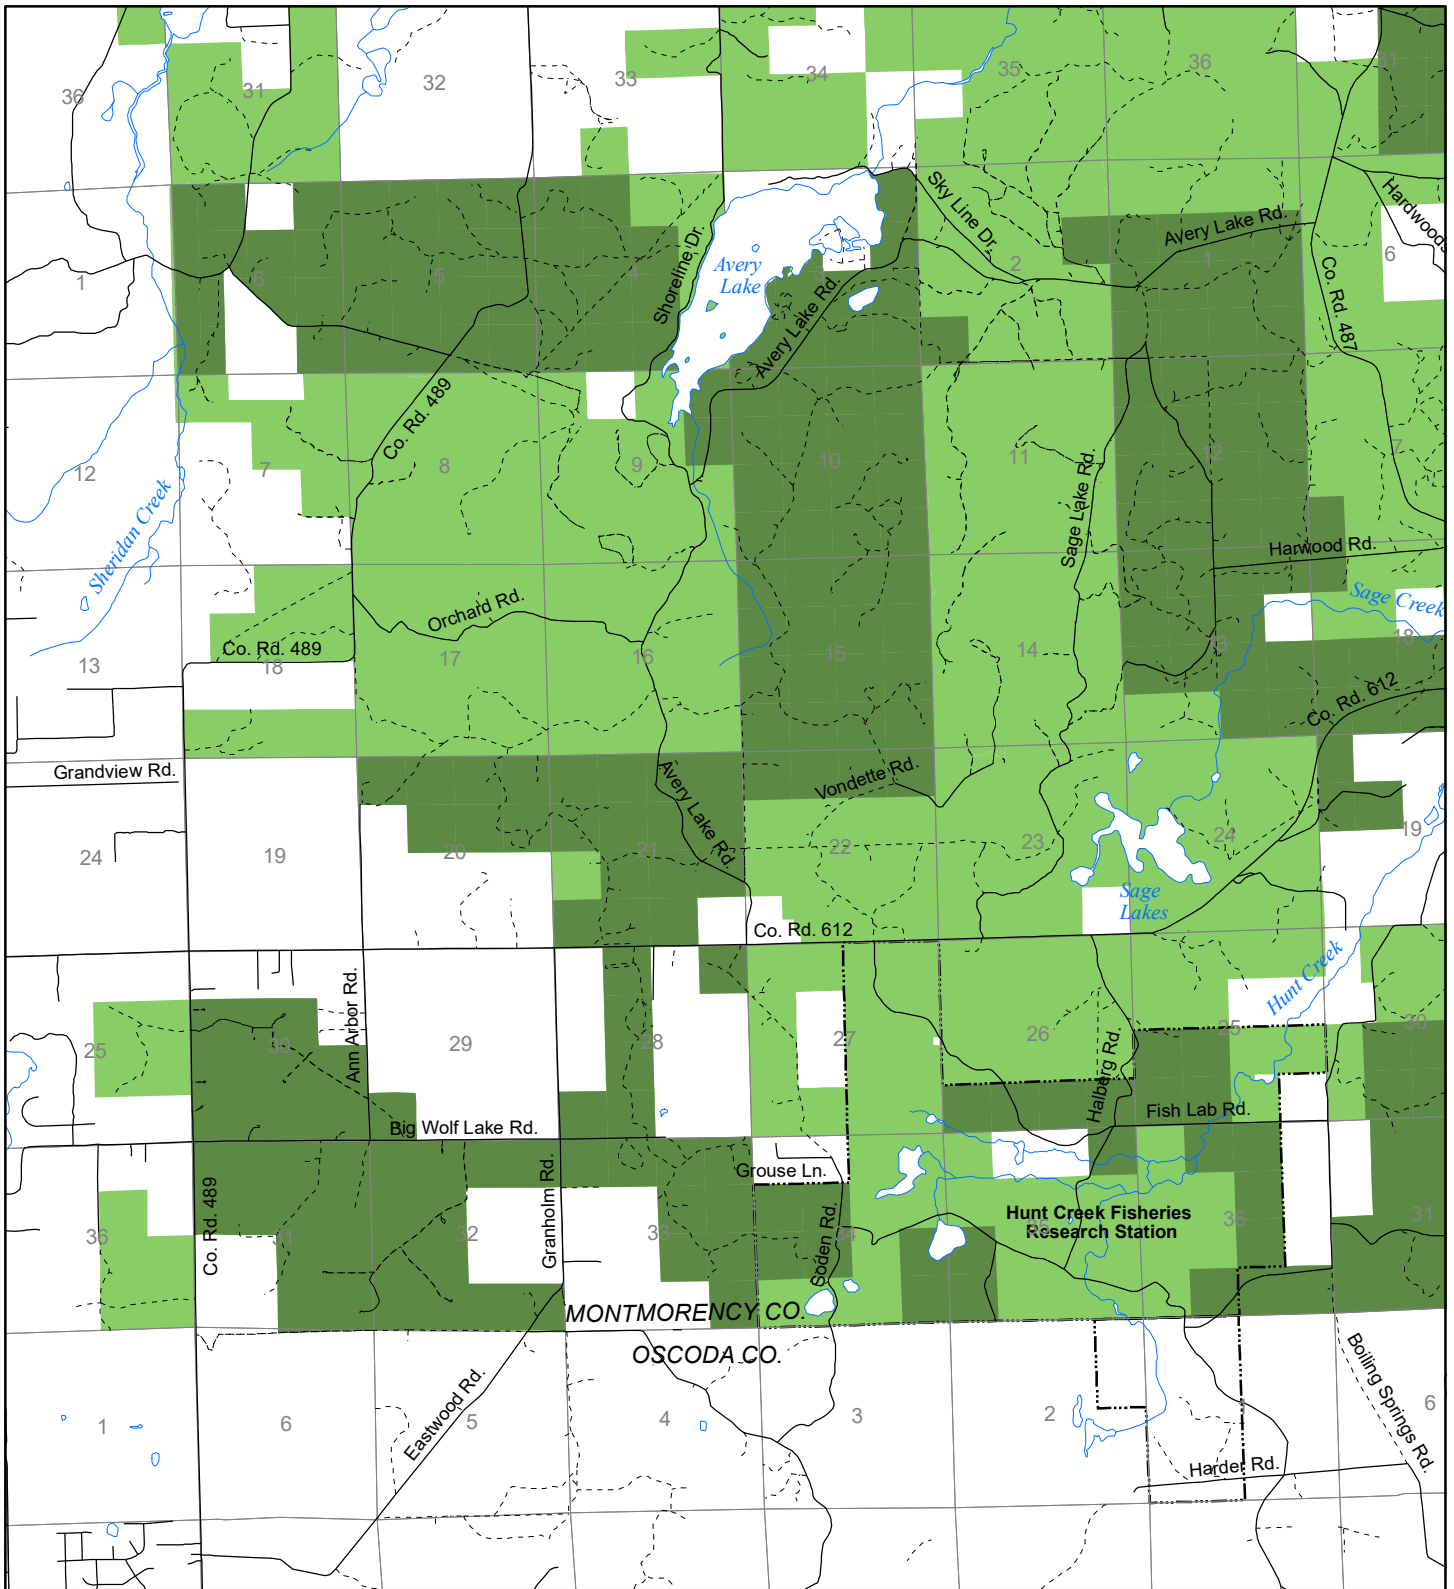 36
31
32
33
34
35
36
31
1
6
5
4
Shoreline Dr.
Avery
Lake
3
Avery Lake Rd.
Sky Line Dr.
2
Avery Lake Rd.
1
Hardwoods
6
Co. Rd. 487
12
Sheridan Creek
7
Co. Rd. 489
8
9
10
11
Sage Lake Rd.
12
7
Harwood Rd.
Sage Creek
13
Co. Rd. 489
18
Orchard Rd.
17
16
15
14
13
18
Co. Rd. 612
Grandview Rd.
24
19
20
21
Avery Lake Rd.
Vondette Rd.
22
23
24
19
Sage
Lakes
Co. Rd. 612
25
30
Ann Arbor Rd.
29
28
27
26
Halberg Rd.
25
Hunt Creek
30
Big Wolf Lake Rd.
Fish Lab Rd.
Grouse Ln.
36
Co. Rd. 489
31
32
Granholm Rd.
33
34
Soden Rd.
35
Hunt Creek Fisheries
Research Station
36
31
MONTMORENCY CO.
OSCODA CO.
1
6
Eastwood Rd.
5
4
3
2
Harder Rd.
Boiling Springs Rd.
6